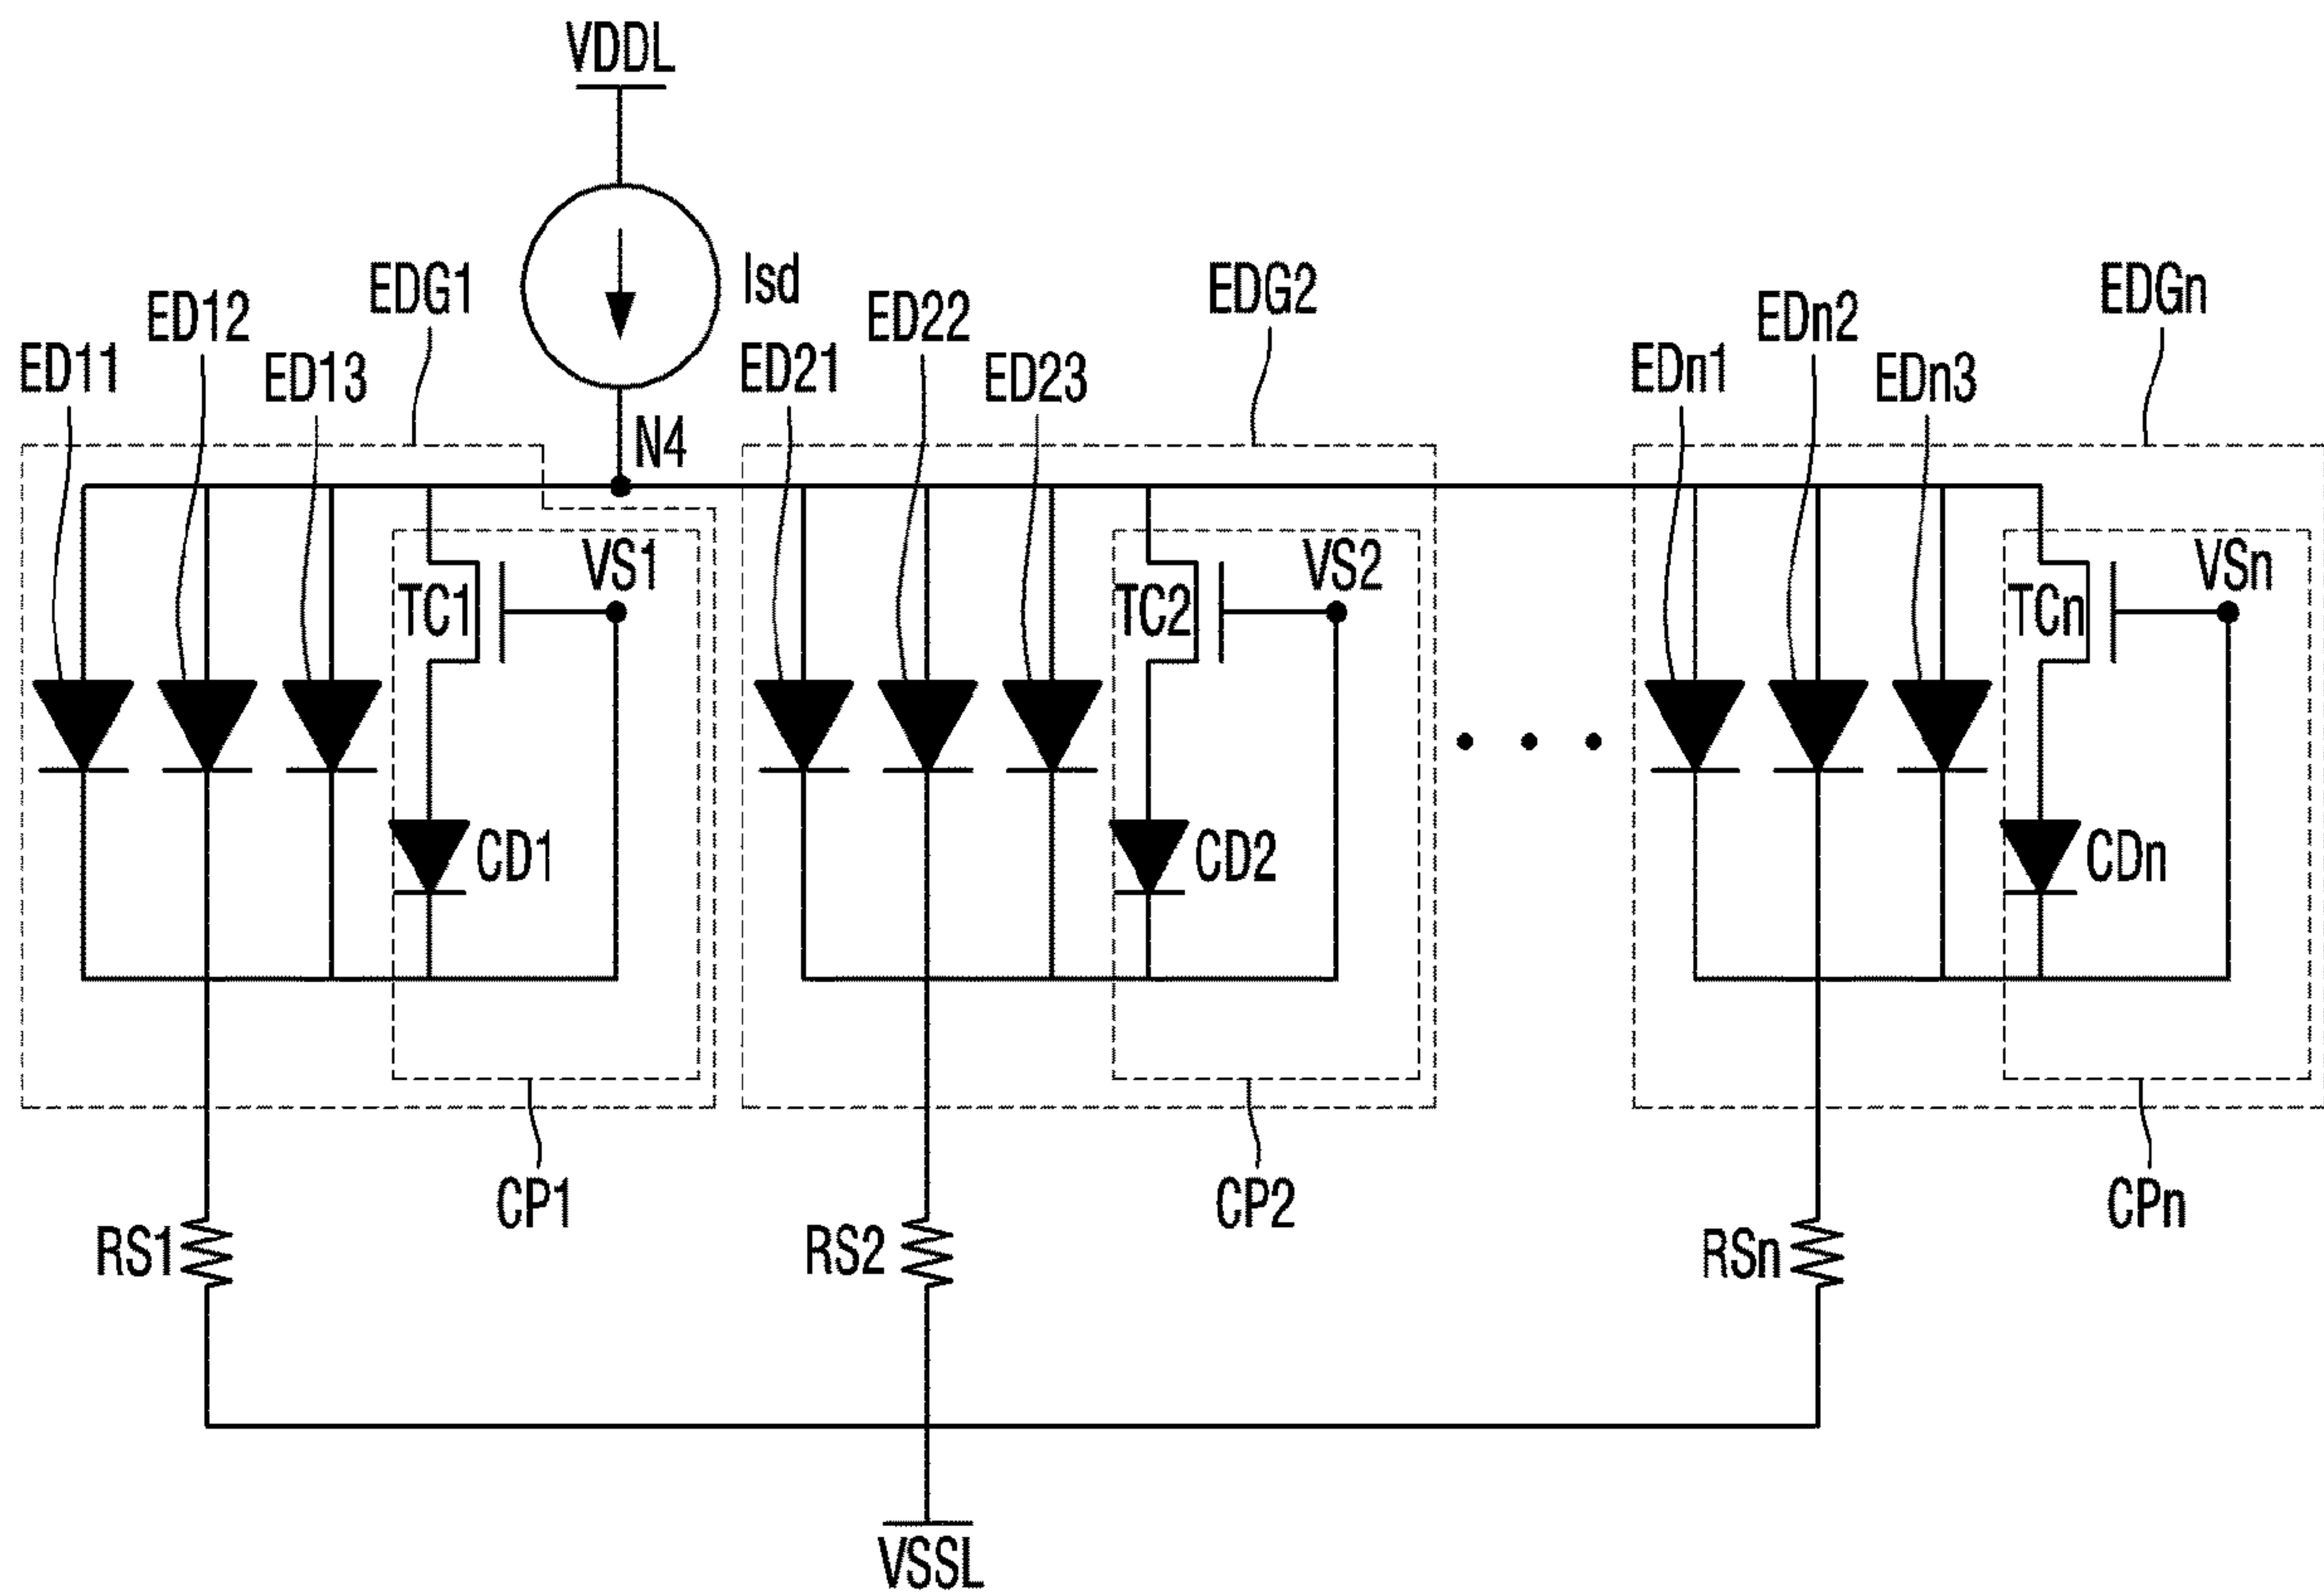 VDDL
Isd
EDG1
EDG2
EDGn
ED12
ED22
EDn2
ED11
ED13
ED21
ED23
EDn1
EDn3
N4
VS1
VS2
VSn
TC1
TC2
TCn
CD1
CD2
CDn
CP1
CP2
CPn
RS1
RS2
RSn
VSSL